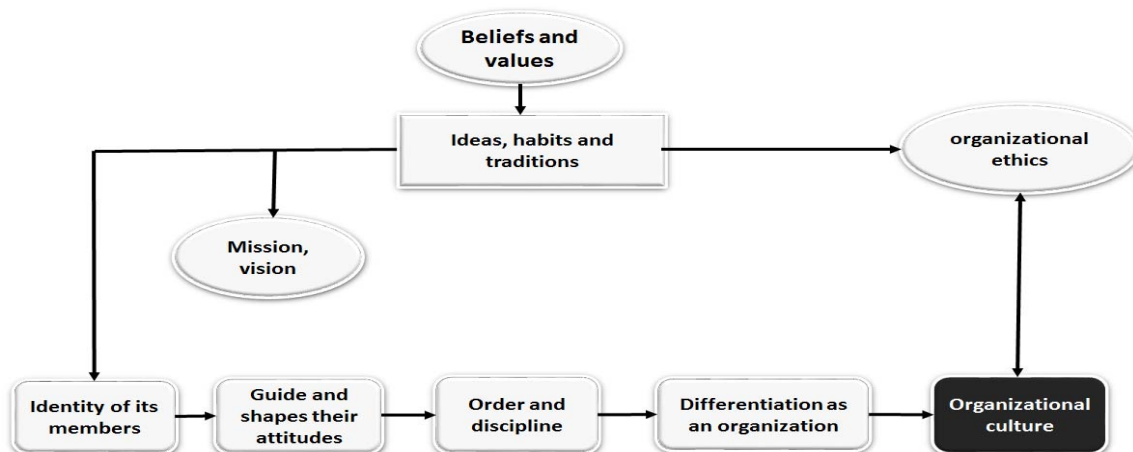 Beliefs and
values
Ideas, habits and
traditions
organizational
ethics
Mission,
vision
Identity of its
members
Guide and
shapes their
attitudes
Order and
discipline
Differentiation as
an organization
Organizational
culture